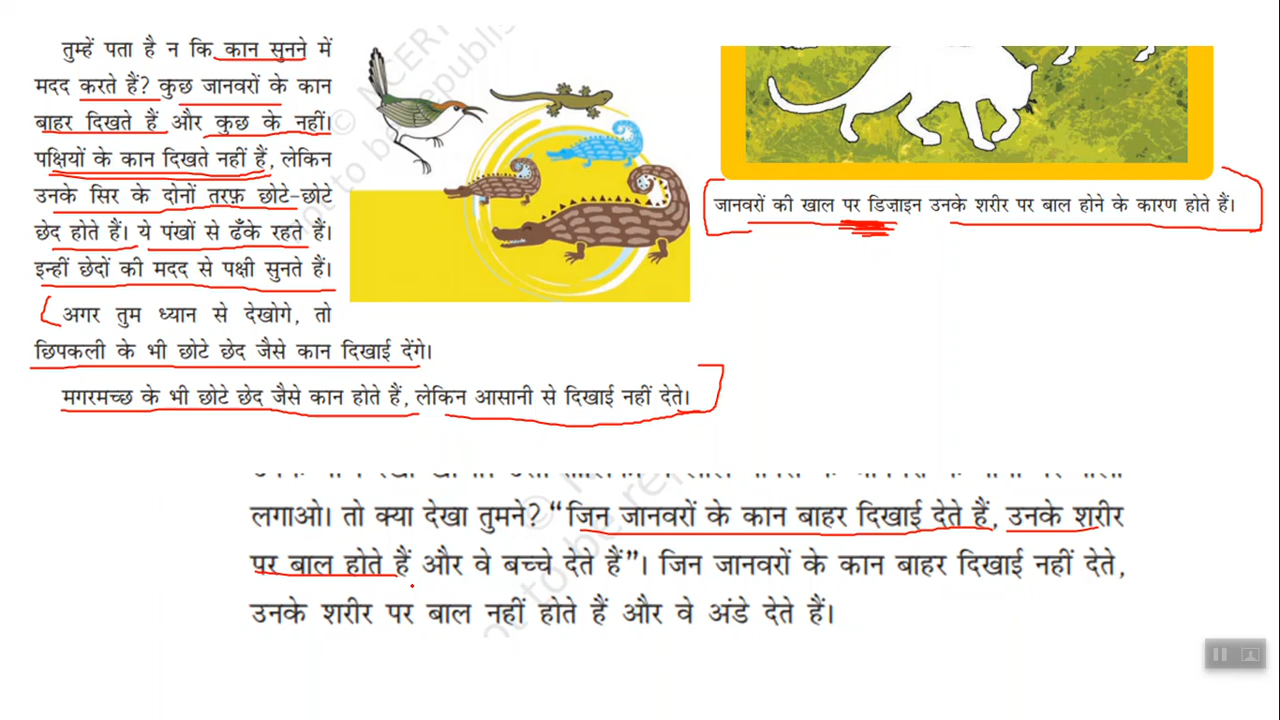 तुम्हें पता है न कि कान सुनने में
मदद करते हैं? कुछ जानवरों के कान
बाहर दिखते हैं और कुछ के नहीं।
पक्षियों के कान दिखते नहीं हैं, लेकिन
उनके सिर के दोनों तरफ़ छोटे-छोटे
छेद होते हैं। ये पंखों से ढँके रहते हैं।
इन्हीं छेदों की मदद से पक्षी सुनते हैं।
अगर तुम ध्यान से देखोगे, तो
छिपकली के भी छोटे छेद जैसे कान दिखाई देंगे।
मगरमच्छ के भी छोटे छेद जैसे कान होते हैं, लेकिन आसानी से दिखाई नहीं देते।
जानवरों की खाल पर डिज़ाइन उनके शरीर पर बाल होने के कारण होते हैं।
लगाओ। तो क्या देखा तुमने? “जिन जानवरों के कान बाहर दिखाई देते हैं, उनके शरीर
पर बाल होते हैं और वे बच्चे देते हैं”। जिन जानवरों के कान बाहर दिखाई नहीं देते,
उनके शरीर पर बाल नहीं होते हैं और वे अंडे देते हैं।